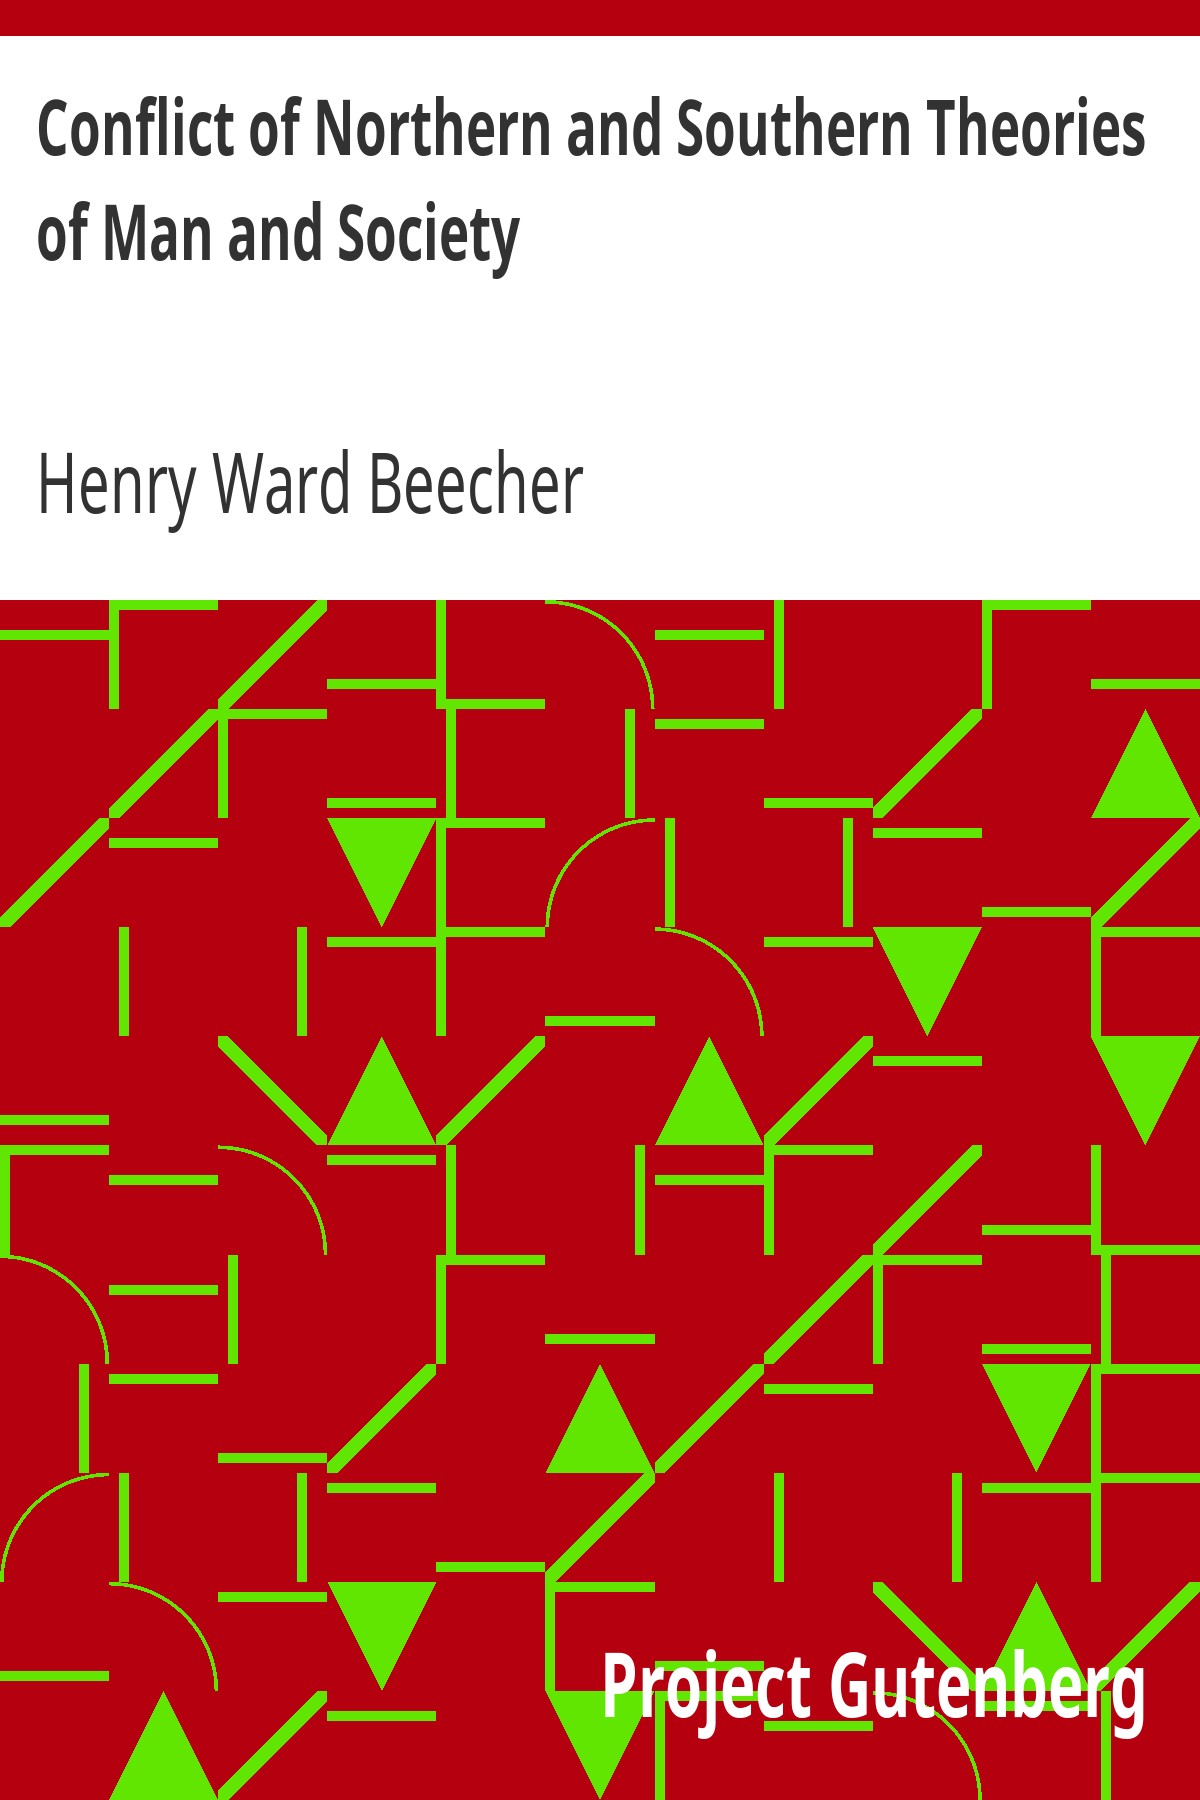 Conflict of Northern and Southern Theories
of Man and Society
Henry Ward Beecher
Project Gutenberg